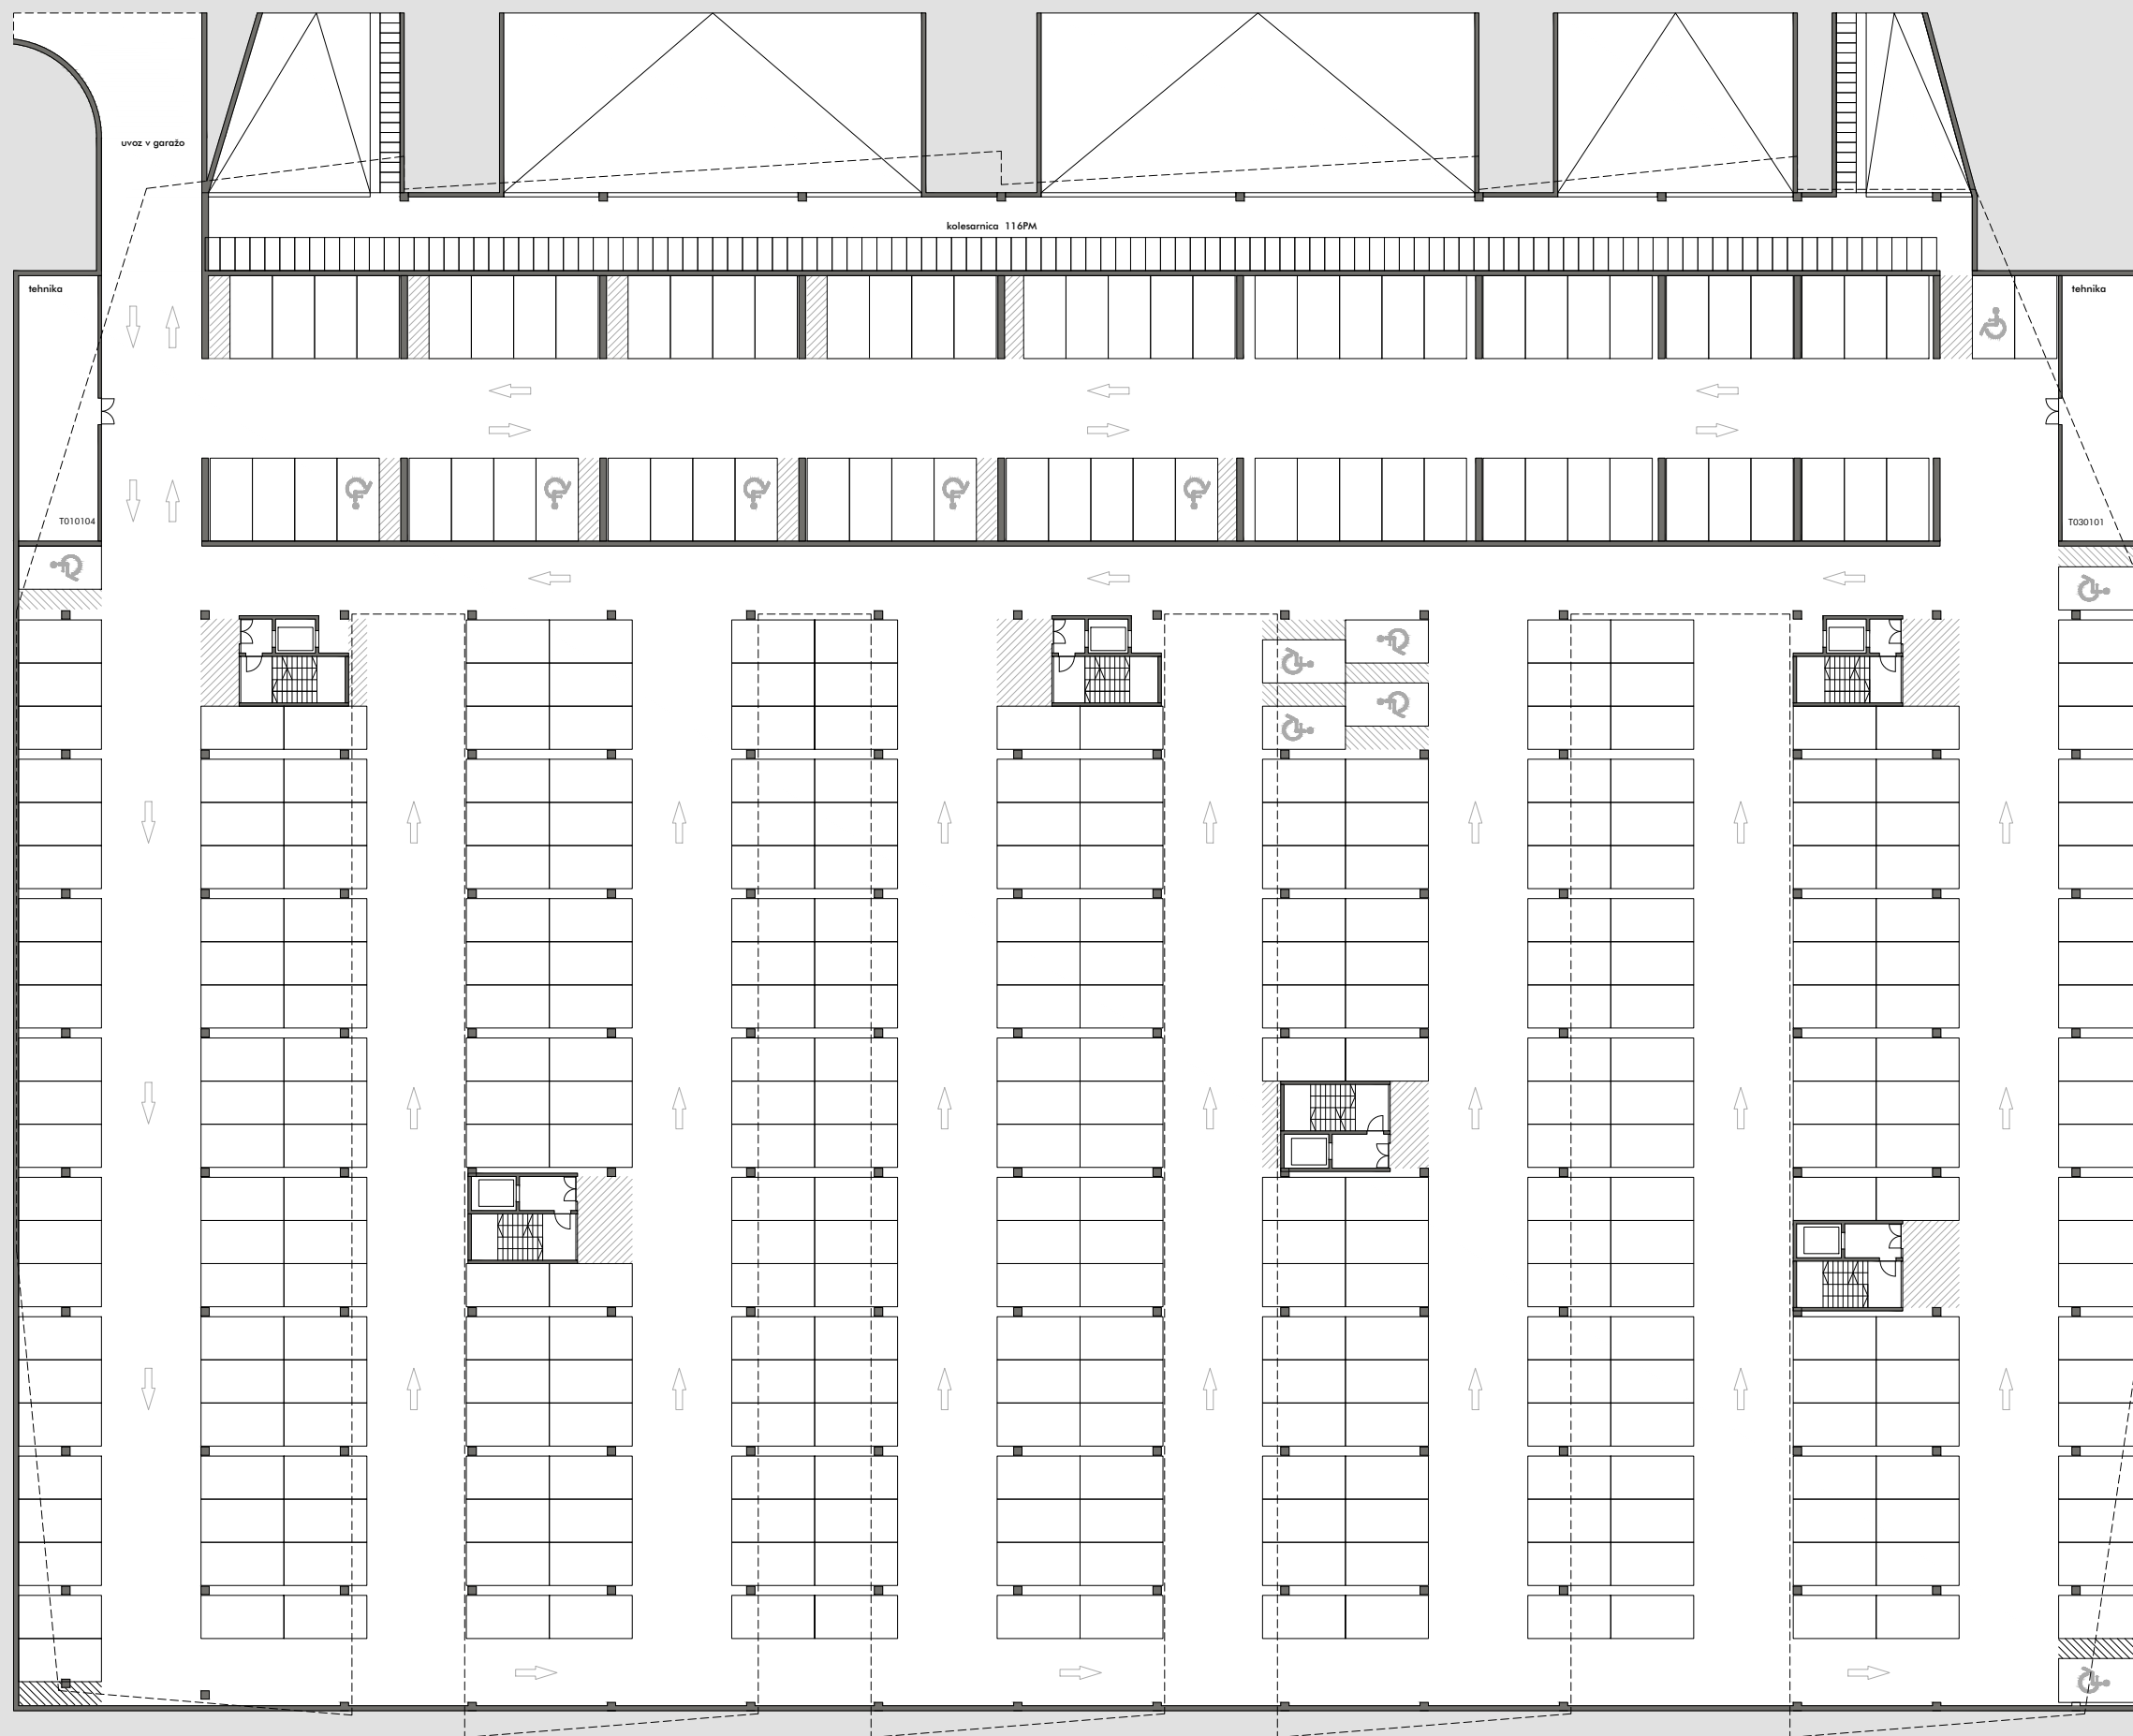 uvoz v garažo
kolesarnica 116PM
tehnika
tehnika
T010104
T030101